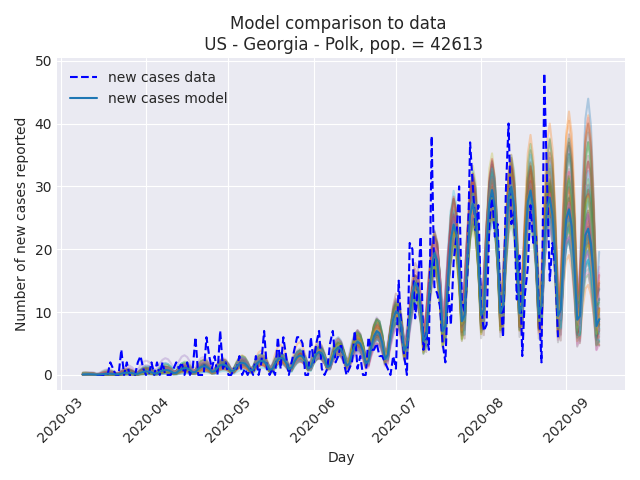 Model comparison to data
US - Georgia - Polk, pop. = 42613
50
40
30
20
10
0
Number of new cases reported
new cases data
new cases model
2020-03
2020-04
2020-05
2020-06
2020-07
2020-08
2020-09
Day